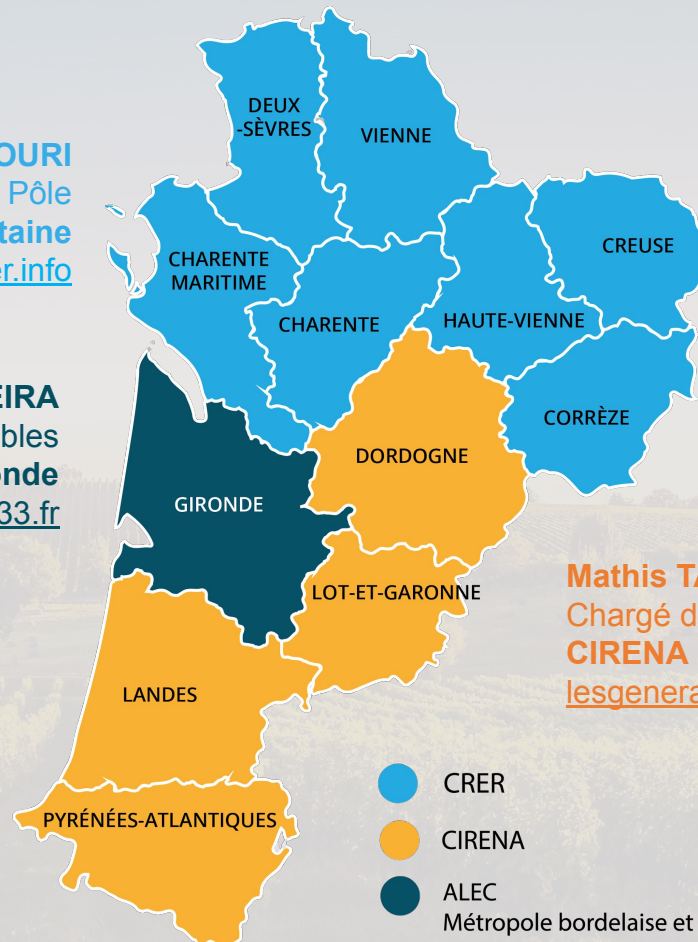 DEUX
-SÈVRES
VIENNE
OURI
Pôle
taine
er.info
CREUSE
CHARENTE
MARITIME
CHARENTE
HAUTE-VIENNE
EIRA
bles
onde
33.fr
CORRÈZE
DORDOGNE
GIRONDE
LOT-ET-GARONNE
Mathis TA
Chargé d
CIRENA
lesgenera
LANDES
CRER
PYRÉNÉES-ATLANTIQUES
CIRENA
ALEC
Métropole bordelaise et